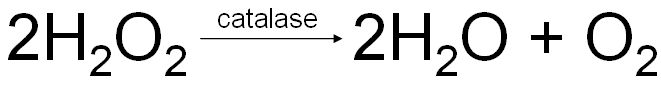 2H₂O₂ catalase → 2H₂O + O₂